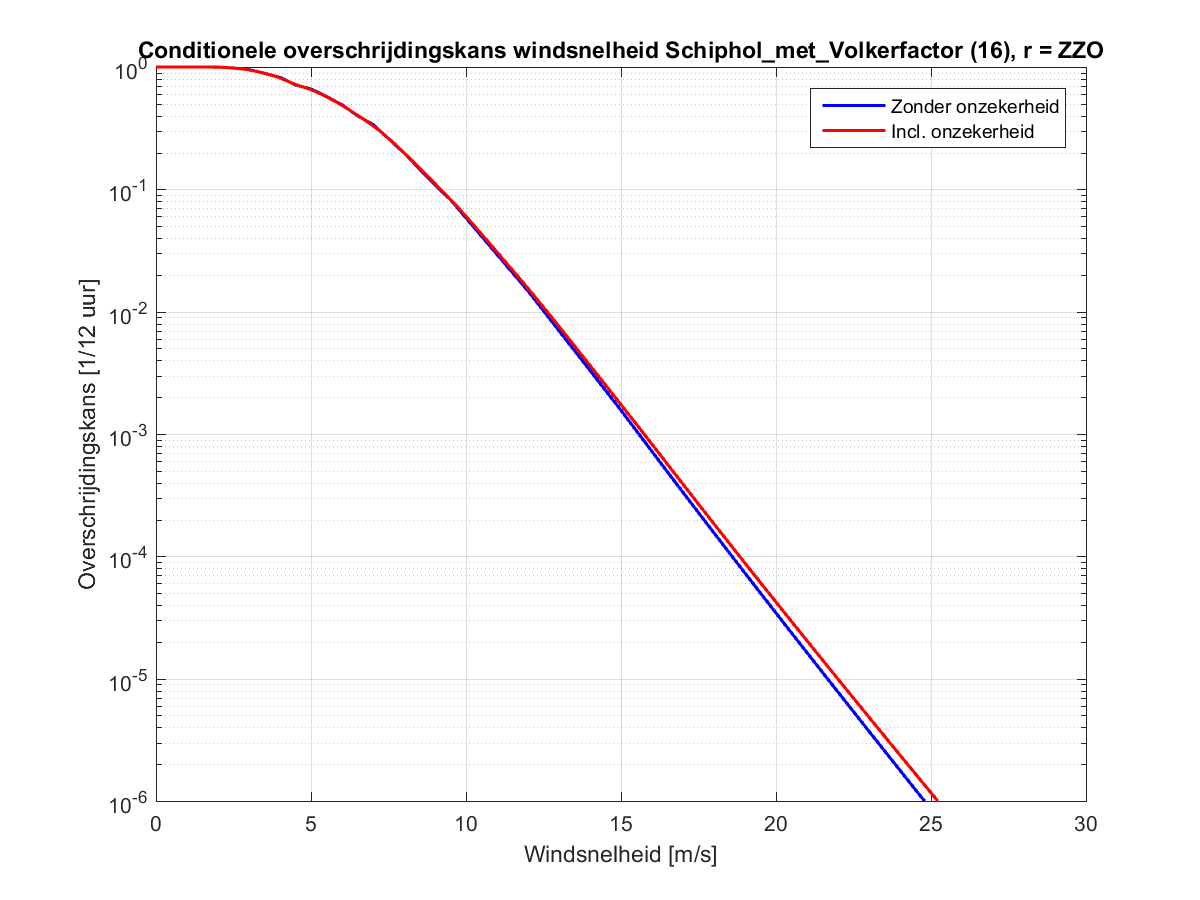 Conditionele overschrijdingskans windsnelheid Schiphol_met_Volkerfactor (16), r = ZZO
Zonder onzekerheid
Incl. onzekerheid
Overschrijdingskans [1/12 uur]
10^0
10^-1
10^-2
10^-3
10^-4
10^-5
10^-6
0 5 10 15 20 25 30
Windsnelheid [m/s]